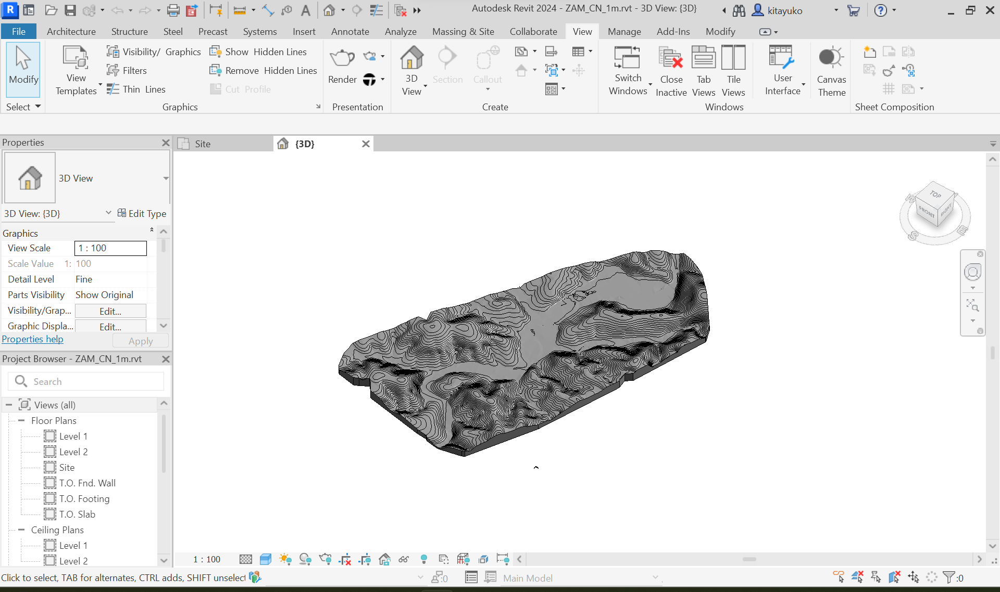 Autodesk Revit 2024 - ZAM_CN_1m.rvt - 3D View: {3D}
kitayuko
File
Architecture
Structure
Steel
Precast
Systems
Insert
Annotate
Analyze
Massing & Site
Collaborate
View
Manage
Add-Ins
Modify
Modify
View
Templates
Visibility/ Graphics
Filters
Thin Lines
Show Hidden Lines
Remove Hidden Lines
Cut Profile
Render
3D
View
Section
Callout
Switch
Windows
Close
Inactive
Tab
Views
Tile
Views
User
Interface
Canvas
Theme
Select
Graphics
Presentation
Create
Windows
Sheet Composition
Properties
Site
{3D}
3D View
3D View: {3D}
Edit Type
Graphics
View Scale
1 : 100
Scale Value 1:
100
Detail Level
Fine
Parts Visibility
Show Original
Visibility/Grap...
Edit...
Graphic Displa...
Edit...
Properties help
Apply
Project Browser - ZAM_CN_1m.rvt
Search
Views (all)
Floor Plans
Level 1
Level 2
Site
T.O. Fnd. Wall
T.O. Footing
T.O. Slab
Ceiling Plans
Level 1
Level 2
TOP
FRONT
RIGHT
W
S
E
1 : 100
Click to select, TAB for alternates, CTRL adds, SHIFT unselect
:0
Main Model
:0